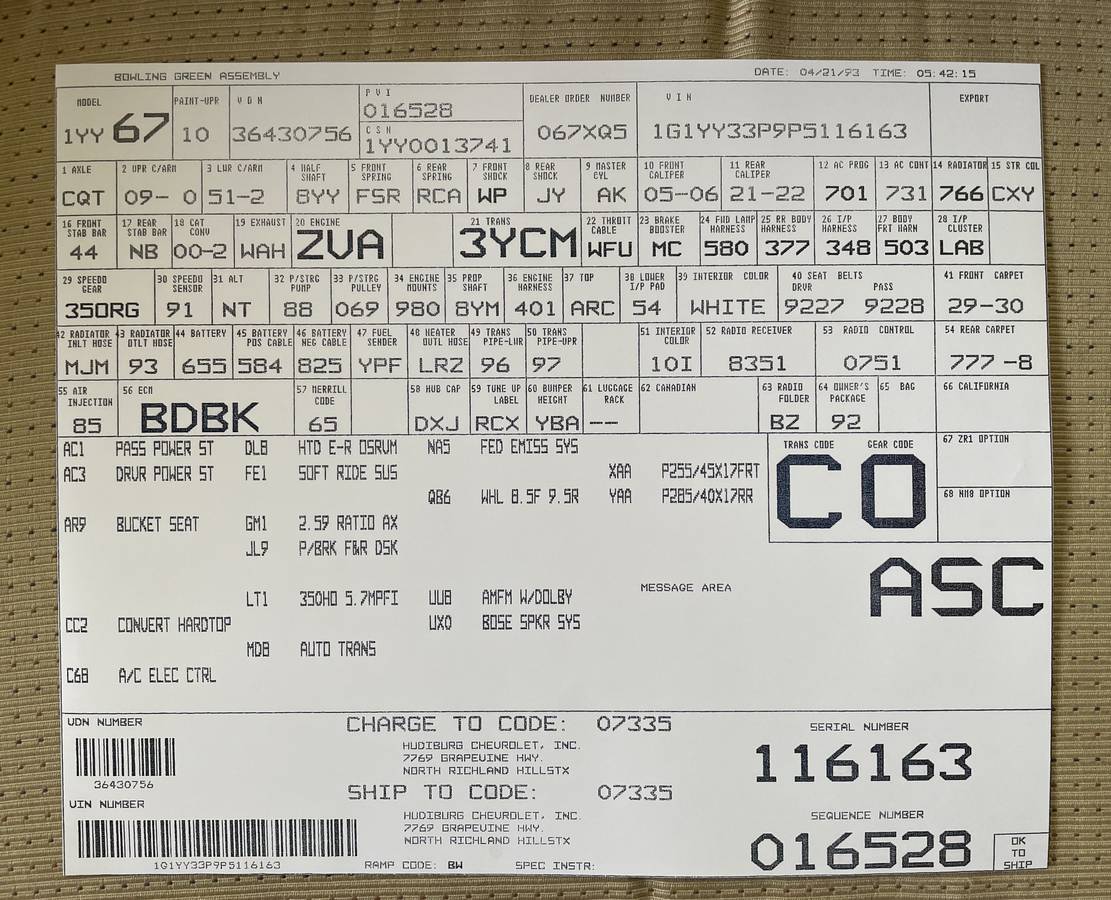 BOWLING GREEN ASSEMBLY DATE: 04/21/93 TIME: 05:42:15
MODEL PAINT-UPR V O N P V I DEALER ORDER NUMBER V I N EXPORT
1YY 67 10 36430756 016528 067XQ5 1G1YY33P9P5116163
C S N
1YY0013741
1 AXLE 2 UPR C/ARM 3 LWR C/ARM 4 HALF SHAFT 5 FRONT SPRING 6 REAR SPRING 7 FRONT SHOCK 8 REAR SHOCK 9 MASTER CYL 10 FRONT CALIPER 11 REAR CALIPER 12 AC PROG 13 AC CONT 14 RADIATOR 15 STR COL
CQT 09- 0 51-2 8YY FSR RCA WP JY AK 05-06 21-22 701 731 766 CXY
16 FRONT STAB BAR 17 REAR STAB BAR 18 CAT CONV 19 EXHAUST 20 ENGINE 21 TRANS 22 THROTT CABLE 23 BRAKE BOOSTER 24 FWD LAMP HARNESS 25 RR BODY HARNESS 26 I/P HARNESS 27 BODY FRT HARN 28 I/P CLUSTER
44 NB 00-2 WAH ZVA 3YCM WFU MC 580 377 348 503 LAB
29 SPEEDO GEAR 30 SPEEDO SENSOR 31 ALT 32 P/STRG PUMP 33 P/STRG PULLEY 34 ENGINE MOUNTS 35 PROP SHAFT 36 ENGINE HARNESS 37 TOP 38 LOWER I/P PAD 39 INTERIOR COLOR 40 SEAT BELTS DRVR PASS 41 FRONT CARPET
350RG 91 NT 88 069 980 8YM 401 ARC 54 WHITE 9227 9228 29-30
42 RADIATOR INLT HOSE 43 RADIATOR OTLT HOSE 44 BATTERY 45 BATTERY POS CABLE 46 BATTERY NEG CABLE 47 FUEL SENDER 48 HEATER OUTL HOSE 49 TRANS PIPE-LWR 50 TRANS PIPE-UPR 51 INTERIOR COLOR 52 RADIO RECEIVER 53 RADIO CONTROL 54 REAR CARPET
MJM 93 655 584 825 YPF LRZ 96 97 10I 8351 0751 777 -8
55 AIR INJECTION 56 ECM 57 MERRILL CODE 58 HUB CAP 59 TUNE UP LABEL 60 BUMPER HEIGHT 61 LUGGAGE RACK 62 CANADIAN 63 RADIO FOLDER 64 OWNER'S PACKAGE 65 BAG 66 CALIFORNIA
85 BDBK 65 DXJ RCX YBA -- BZ 92
AC1 PASS POWER ST DL8 HTD E-R OSRVM NA5 FED EMISS SYS TRANS CODE GEAR CODE 67 ZR1 OPTION
AC3 DRVR POWER ST FE1 SOFT RIDE SUS XAA P255/45X17FRT
CO
QB6 WHL 8.5F 9.5R YAA P285/40X17RR 68 NN8 OPTION
AR9 BUCKET SEAT GM1 2.59 RATIO AX
JL9 P/BRK F&R DSK
ASC
MESSAGE AREA
LT1 350HO 5.7MPFI UU8 AMFM W/DOLBY
CC2 CONVERT HARDTOP UX0 BOSE SPKR SYS
MD8 AUTO TRANS
C68 A/C ELEC CTRL
VON NUMBER CHARGE TO CODE: 07335 SERIAL NUMBER
HUDIBURG CHEVROLET, INC.
7769 GRAPEVINE HWY.
NORTH RICHLAND HILLSTX
116163
36430756
SHIP TO CODE: 07335
VIN NUMBER
HUDIBURG CHEVROLET, INC.
7769 GRAPEVINE HWY.
NORTH RICHLAND HILLSTX
SEQUENCE NUMBER
016528
OK
TO
SHIP
1G1YY33P9P5116163 RAMP CODE: BW SPEC INSTR: